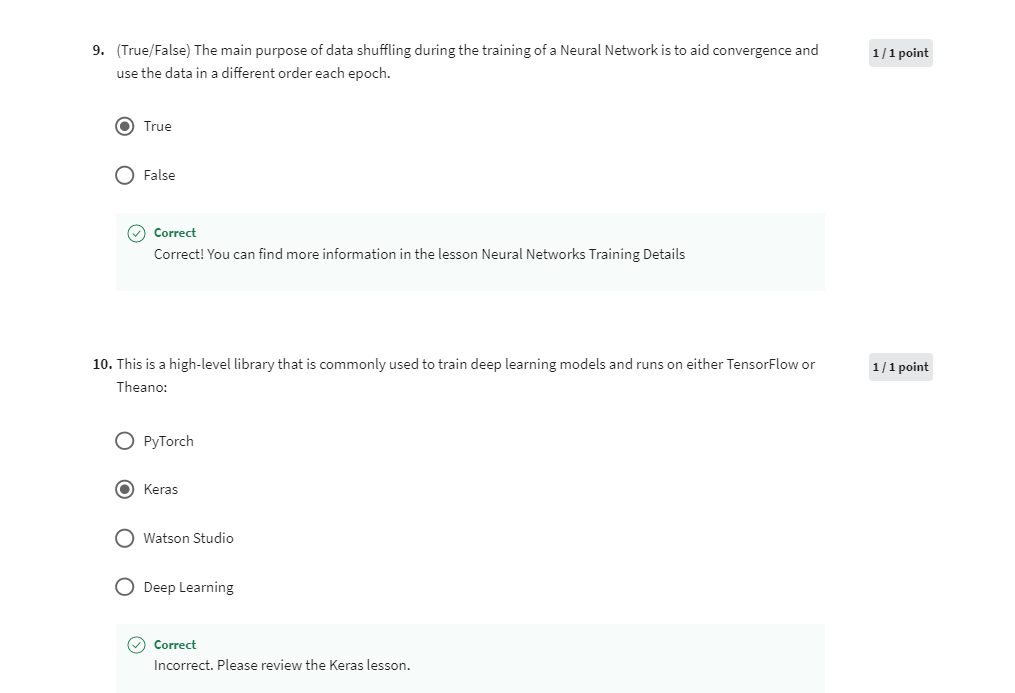 9. (True/False) The main purpose of data shuffling during the training of a Neural Network is to aid convergence and
use the data in a different order each epoch.
1 / 1 point
True
False
Correct
Correct! You can find more information in the lesson Neural Networks Training Details
10. This is a high-level library that is commonly used to train deep learning models and runs on either TensorFlow or
Theano:
1 / 1 point
PyTorch
Keras
Watson Studio
Deep Learning
Correct
Incorrect. Please review the Keras lesson.